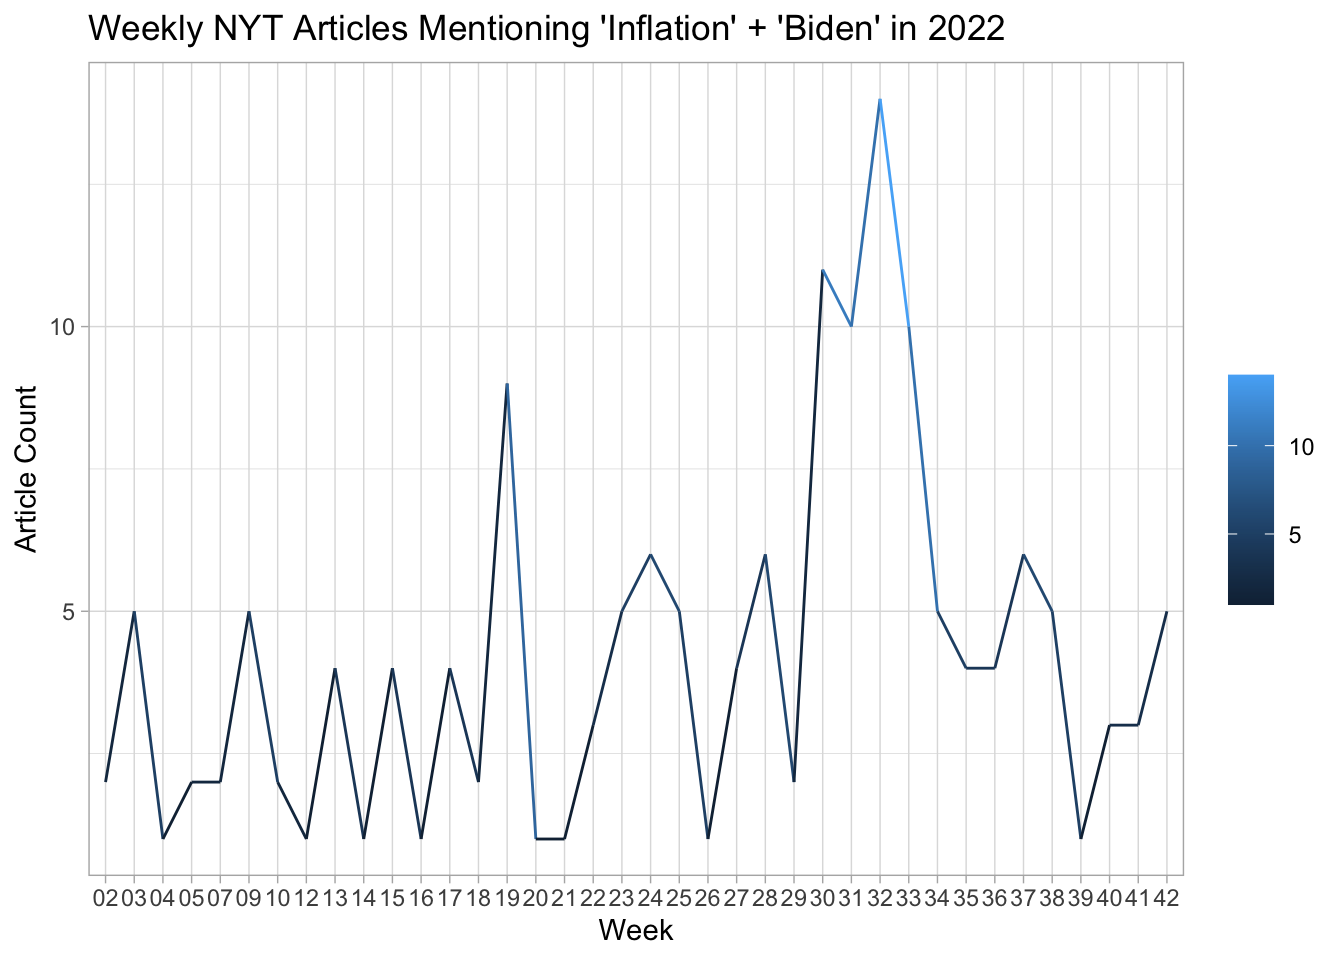 Weekly NYT Articles Mentioning 'Inflation' + 'Biden' in 2022
Article Count
10
5
10
5
02 03 04 05 07 09 10 12 13 14 15 16 17 18 19 20 21 22 23 24 25 26 27 28 29 30 31 32 33 34 35 36 37 38 39 40 41 42
Week